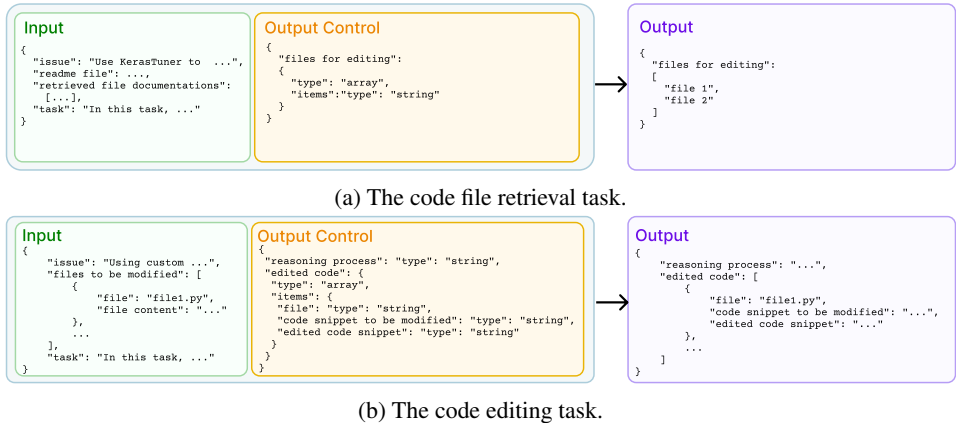 Input
{
  "issue": "Use KerasTuner to  ...",
  "readme file": ...,
  "retrieved file documentations":
    [...],
  "task": "In this task, ..."
}
Output Control
{
  "files for editing":
  {
    "type": "array",
    "items":"type": "string"
  }
}
Output
{
  "files for editing":
  [
    "file 1",
    "file 2"
  ]
}
(a) The code file retrieval task.
Input
{
    "issue": "Using custom ...",
    "files to be modified": [
        {
            "file": "file1.py",
            "file content": "..."
        },
        ...
    ],
    "task": "In this task, ..."
}
Output Control
{
 "reasoning process": "type": "string",
 "edited code": {
  "type": "array",
  "items": {
   "file": "type": "string",
   "code snippet to be modified": "type": "string",
   "edited code snippet": "type": "string"
  }
 }
}
Output
{
    "reasoning process": "...",
    "edited code": [
        {
            "file": "file1.py",
            "code snippet to be modified": "...",
            "edited code snippet": "..."
        },
        ...
    ]
}
(b) The code editing task.